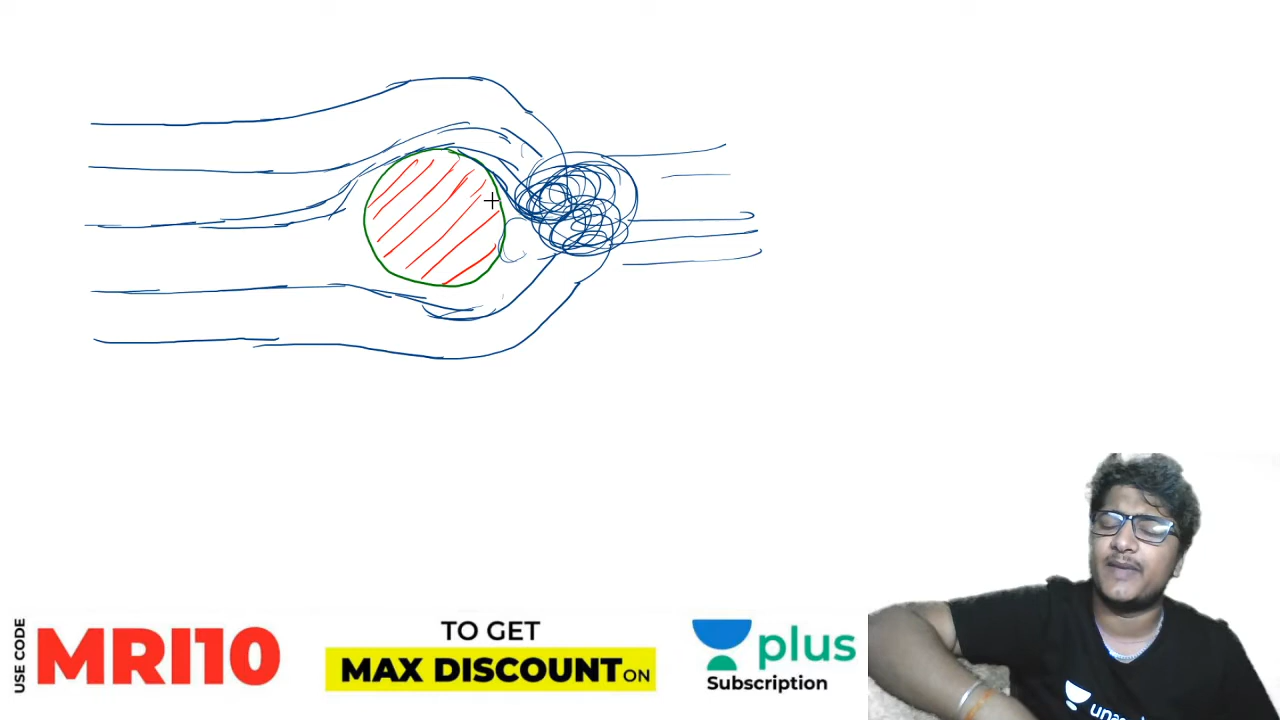 USE CODE
MRI10
TO GET
MAX DISCOUNT ON
plus
Subscription